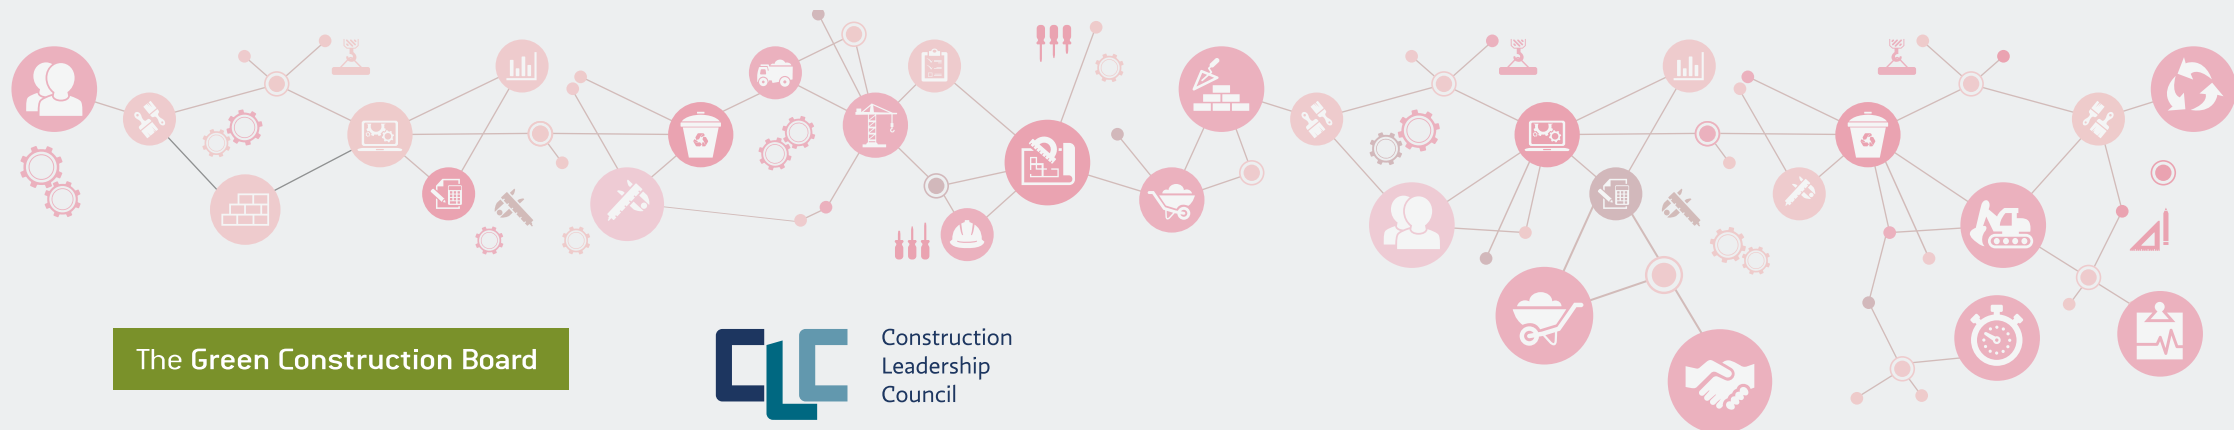 The Green Construction Board
Construction
Leadership
Council